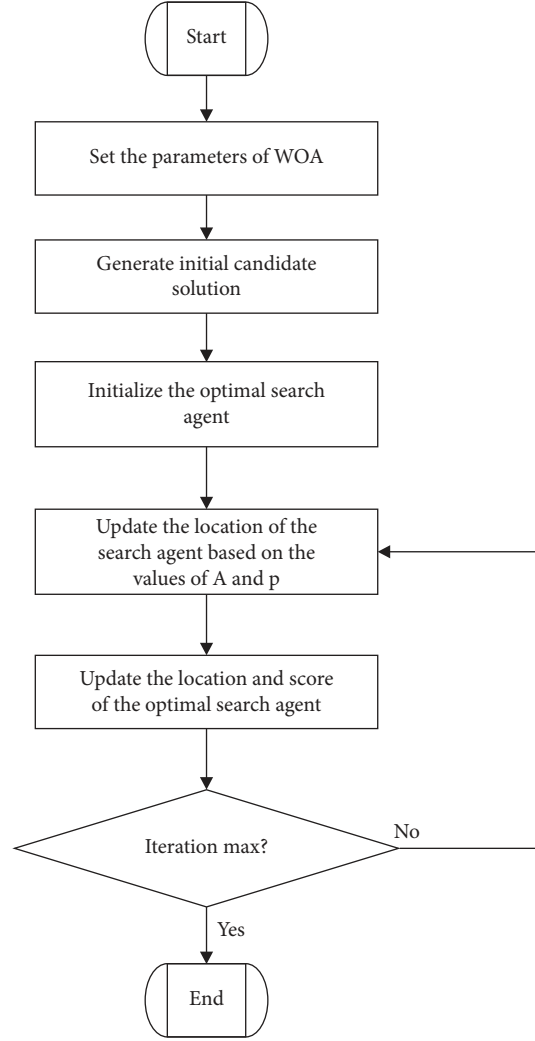 Start
Set the parameters of WOA
Generate initial candidate
solution
Initialize the optimal search
agent
Update the location of the
search agent based on the
values of A and p
Update the location and score
of the optimal search agent
Iteration max?
No
Yes
End